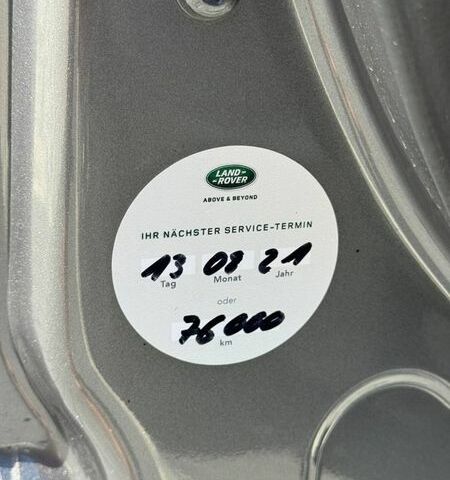 LAND-
-ROVER
ABOVE & BEYOND
IHR NÄCHSTER SERVICE-TERMIN
13 08 21
Tag Monat Jahr
oder
76000
km